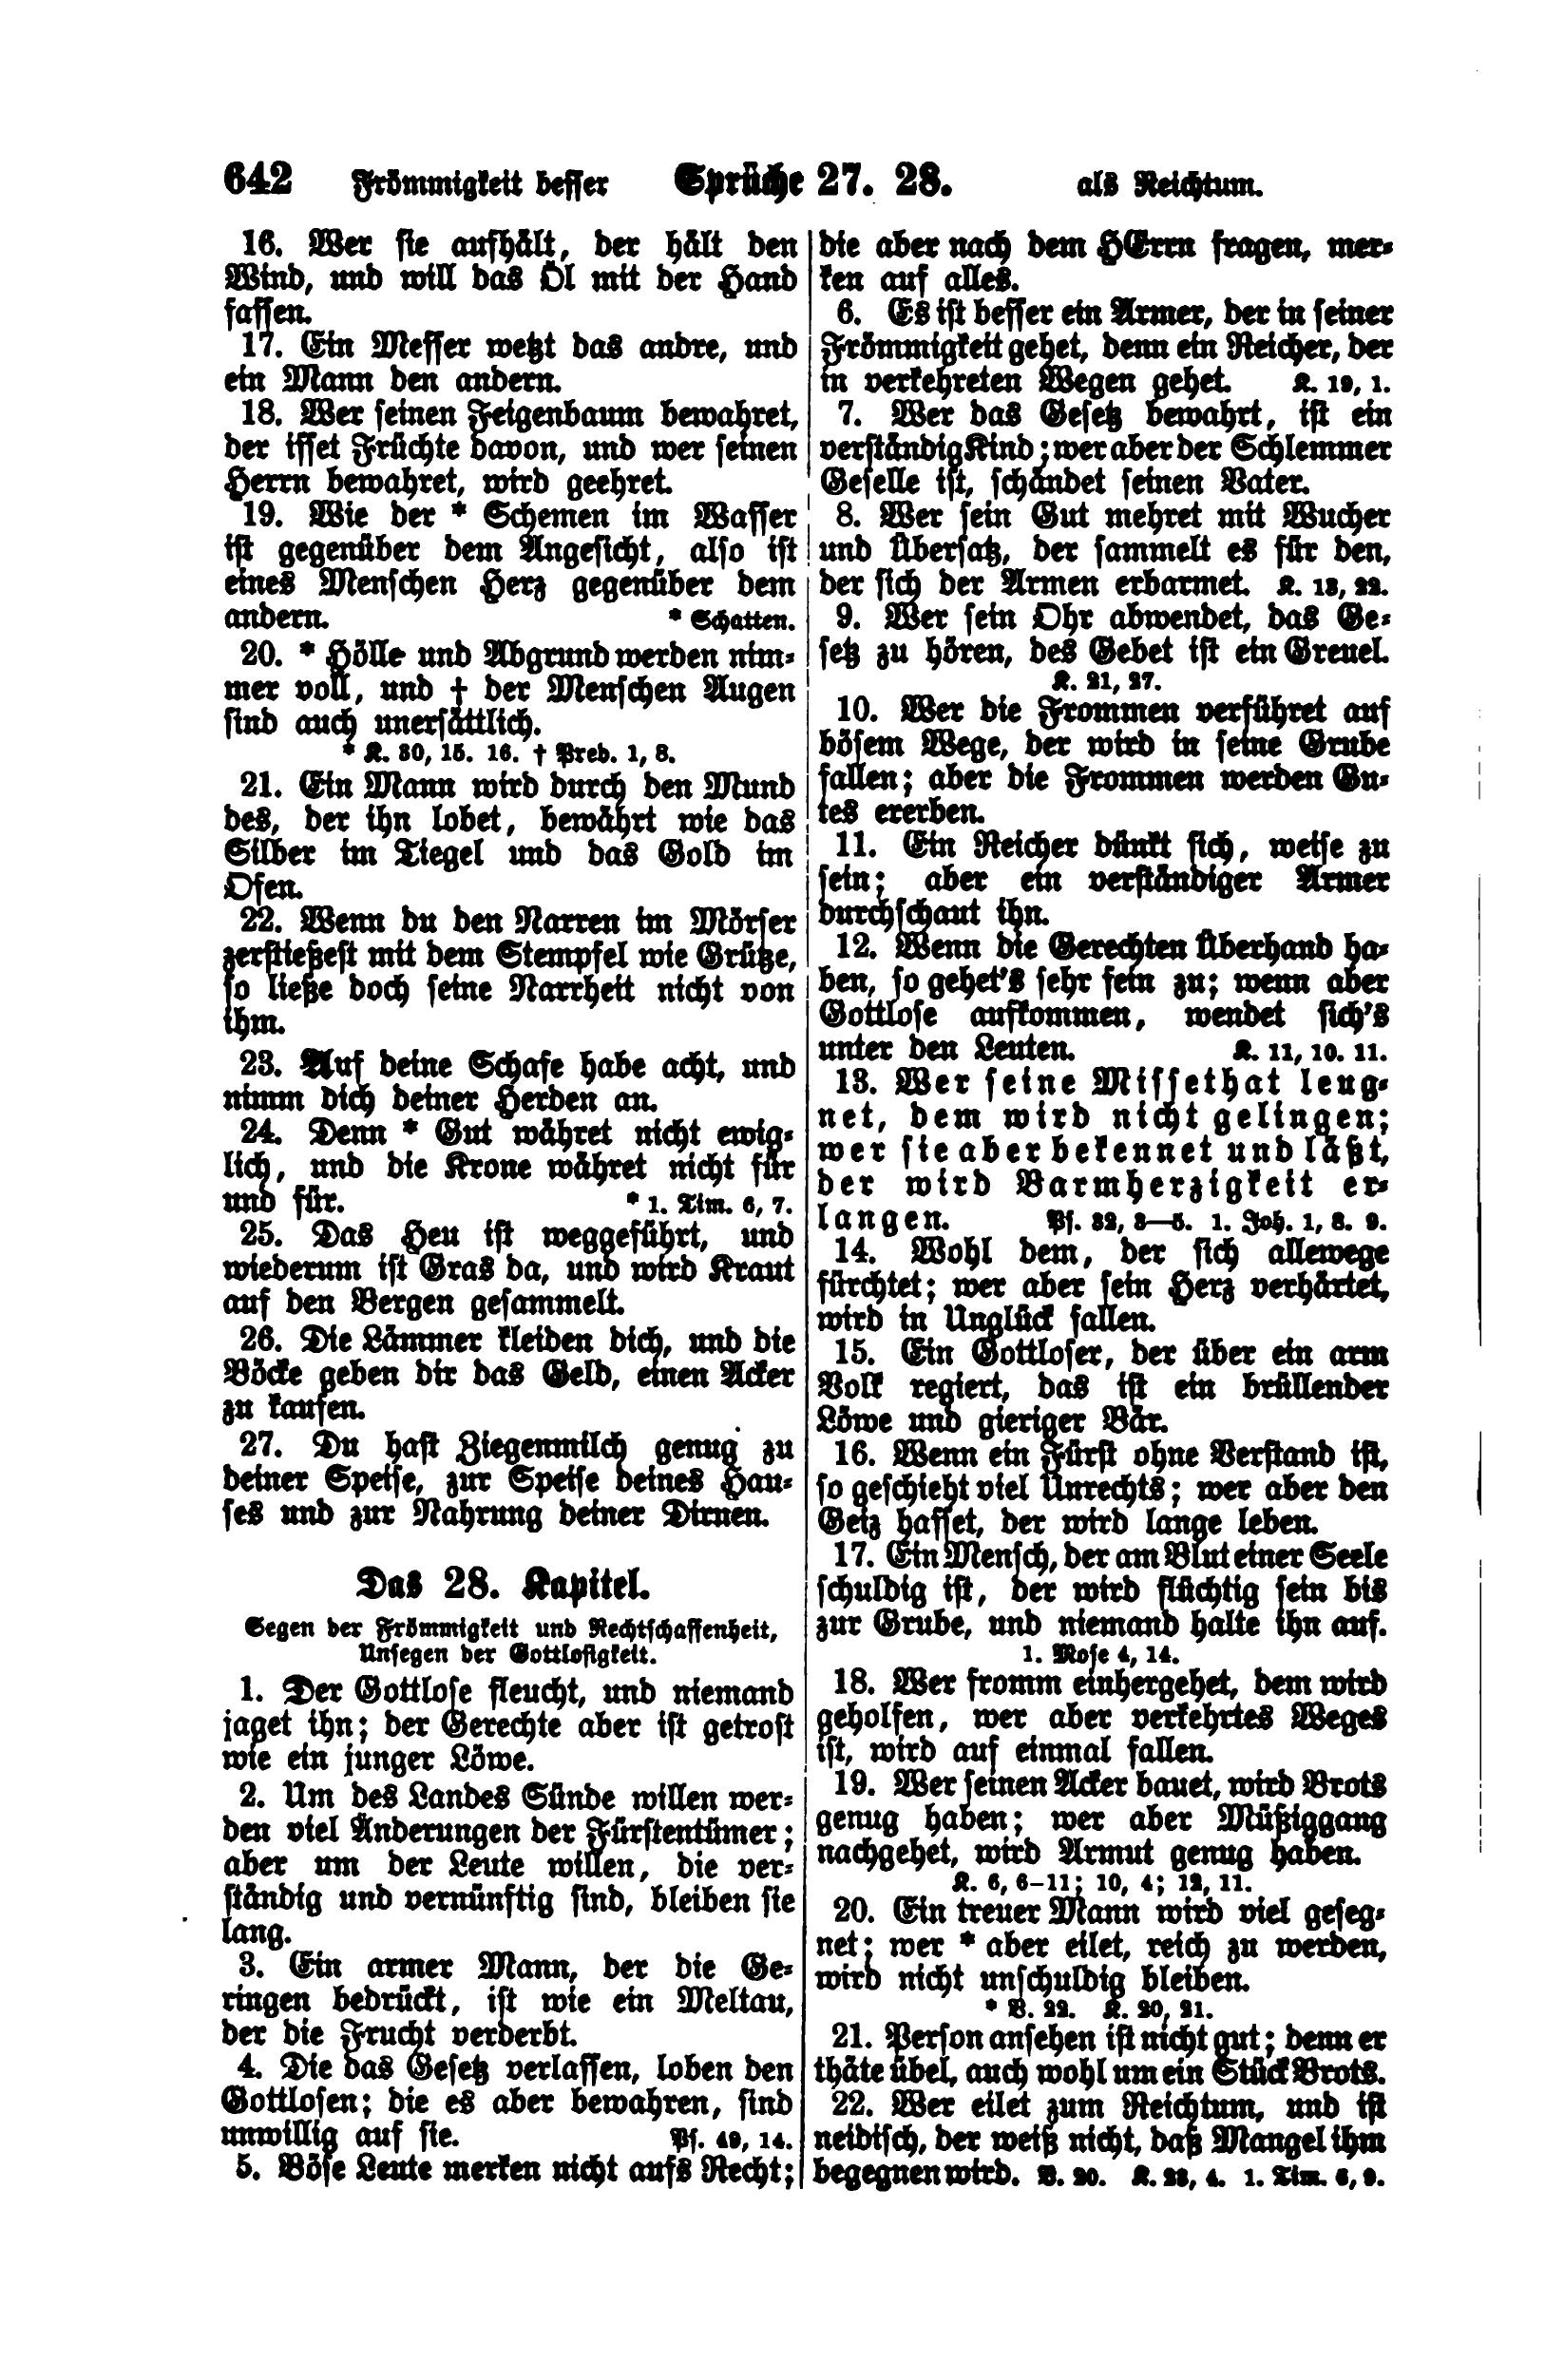 642 Frömmigkeit besser Sprüche 27. 28. als Reichtum.
16. Wer sie aufhält, der hält den
Wind, und will das Öl mit der Hand
fassen.
17. Ein Messer wetzt das andre, und
ein Mann den andern.
18. Wer seinen Feigenbaum bewahret,
der isset Früchte davon, und wer seinen
Herrn bewahret, wird geehret.
19. Wie der * Schemen im Wasser
ist gegenüber dem Angesicht, also ist
eines Menschen Herz gegenüber dem
andern. * Schatten.
20. * Hölle und Abgrund werden nim-
mer voll, und † der Menschen Augen
sind auch unersättlich.
* K. 30, 15. 16. † Pred. 1, 8.
21. Ein Mann wird durch den Mund
des, der ihn lobet, bewährt wie das
Silber im Tiegel und das Gold im
Ofen.
22. Wenn du den Narren im Mörser
zerstießest mit dem Stempfel wie Grütze,
so ließe doch seine Narrheit nicht von
ihm.
23. Auf deine Schafe habe acht, und
nimm dich deiner Herden an.
24. Denn * Gut währet nicht ewig-
lich, und die Krone währet nicht für
und für. * 1. Tim. 6, 7.
25. Das Heu ist weggeführt, und
wiederum ist Gras da, und wird Kraut
auf den Bergen gesammelt.
26. Die Lämmer kleiden dich, und die
Böcke geben dir das Geld, einen Acker
zu kaufen.
27. Du hast Ziegenmilch genug zu
deiner Speise, zur Speise deines Hau-
ses und zur Nahrung deiner Dirnen.
Das 28. Kapitel.
Segen der Frömmigkeit und Rechtschaffenheit,
Unsegen der Gottlosigkeit.
1. Der Gottlose fleucht, und niemand
jaget ihn; der Gerechte aber ist getrost
wie ein junger Löwe.
2. Um des Landes Sünde willen wer-
den viel Änderungen der Fürstentümer;
aber um der Leute willen, die ver-
ständig und vernünftig sind, bleiben sie
lang.
3. Ein armer Mann, der die Ge-
ringen bedrückt, ist wie ein Meltau,
der die Frucht verderbt.
4. Die das Gesetz verlassen, loben den
Gottlosen; die es aber bewahren, sind
unwillig auf sie. Ps. 49, 14.
5. Böse Leute merken nicht aufs Recht;
die aber nach dem HErrn fragen, mer-
ken auf alles.
6. Es ist besser ein Armer, der in seiner
Frömmigkeit gehet, denn ein Reicher, der
in verkehreten Wegen gehet. K. 19, 1.
7. Wer das Gesetz bewahrt, ist ein
verständig Kind; wer aber der Schlemmer
Geselle ist, schändet seinen Vater.
8. Wer sein Gut mehret mit Wucher
und Übersatz, der sammelt es für den,
der sich der Armen erbarmet. K. 13, 22.
9. Wer sein Ohr abwendet, das Ge-
setz zu hören, des Gebet ist ein Greuel.
K. 21, 27.
10. Wer die Frommen verführet auf
bösem Wege, der wird in seine Grube
fallen; aber die Frommen werden Gu-
tes ererben.
11. Ein Reicher dünkt sich, weise zu
sein; aber ein verständiger Armer
durchschaut ihn.
12. Wenn die Gerechten Überhand ha-
ben, so gehet's sehr fein zu; wenn aber
Gottlose aufkommen, wendet sich's
unter den Leuten. K. 11, 10. 11.
13. Wer seine Missethat leug-
net, dem wird nicht gelingen;
wer sie aber bekennet und läßt,
der wird Barmherzigkeit er-
langen. Ps. 32, 3—5. 1. Joh. 1, 8. 9.
14. Wohl dem, der sich allewege
fürchtet; wer aber sein Herz verhärtet,
wird in Unglück fallen.
15. Ein Gottloser, der über ein arm
Volk regiert, das ist ein brüllender
Löwe und gieriger Bär.
16. Wenn ein Fürst ohne Verstand ist,
so geschieht viel Unrechts; wer aber den
Geiz hasset, der wird lange leben.
17. Ein Mensch, der am Blut einer Seele
schuldig ist, der wird flüchtig sein bis
zur Grube, und niemand halte ihn auf.
1. Mose 4, 14.
18. Wer fromm einhergehet, dem wird
geholfen, wer aber verkehrtes Weges
ist, wird auf einmal fallen.
19. Wer seinen Acker bauet, wird Brots
genug haben; wer aber Müßiggang
nachgehet, wird Armut genug haben.
K. 6, 6–11; 10, 4; 12, 11.
20. Ein treuer Mann wird viel geseg-
net; wer * aber eilet, reich zu werden,
wird nicht unschuldig bleiben.
* V. 22. K. 20, 21.
21. Person ansehen ist nicht gut; denn er
thäte übel, auch wohl um ein Stück Brots.
22. Wer eilet zum Reichtum, und ist
neidisch, der weiß nicht, daß Mangel ihm
begegnen wird. V. 20. K. 23, 4. 1. Tim. 6, 9.